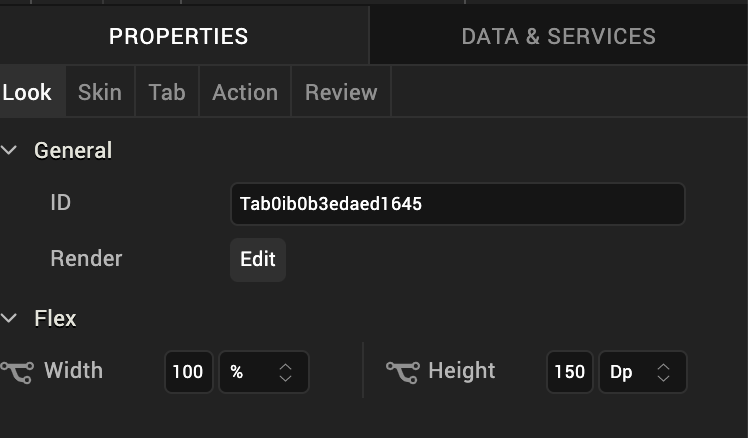 PROPERTIES DATA & SERVICES
Look Skin Tab Action Review
General
ID Tab0ib0b3edaed1645
Render Edit
Flex
Width 100 % Height 150 Dp